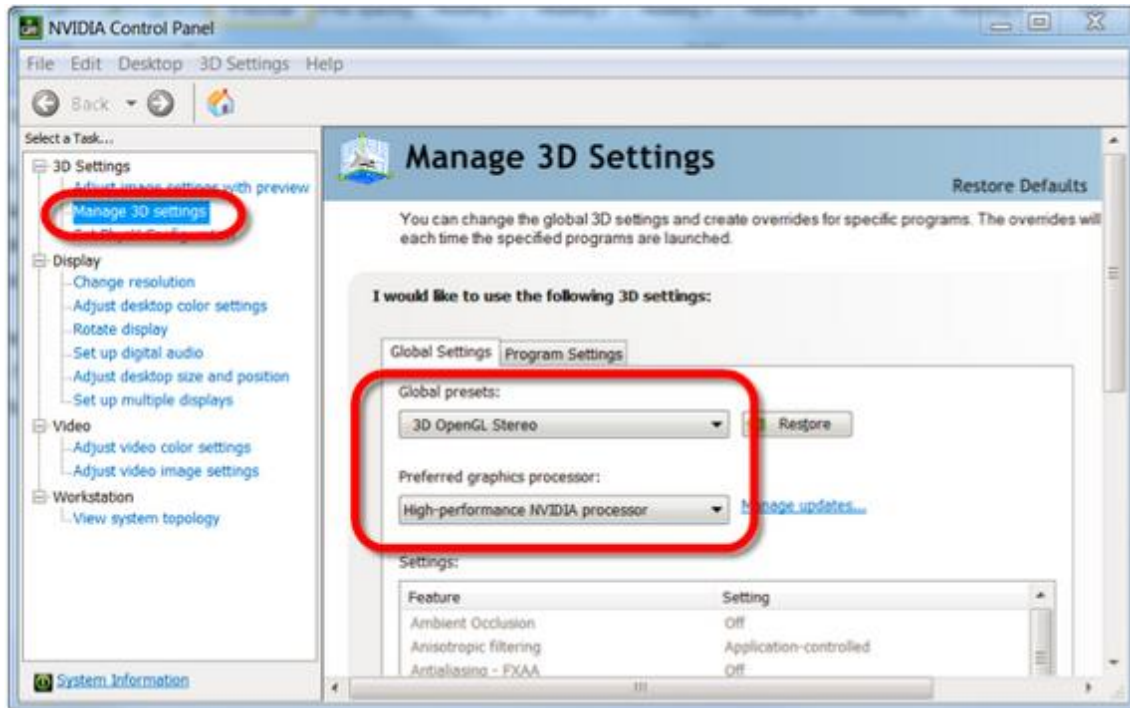 NVIDIA Control Panel
File Edit Desktop 3D Settings Help
Back
Select a Task...
3D Settings
Adjust image settings with preview
Manage 3D settings
Display
Change resolution
Adjust desktop color settings
Rotate display
Set up digital audio
Adjust desktop size and position
Set up multiple displays
Video
Adjust video color settings
Adjust video image settings
Workstation
View system topology
System Information
Manage 3D Settings
Restore Defaults
You can change the global 3D settings and create overrides for specific programs. The overrides will
each time the specified programs are launched.
I would like to use the following 3D settings:
Global Settings Program Settings
Global presets:
3D OpenGL Stereo
Restore
Preferred graphics processor:
High-performance NVIDIA processor
Manage updates...
Settings:
Feature Setting
Ambient Occlusion Off
Anisotropic filtering Application-controlled
Antialiasing - FXAA Off